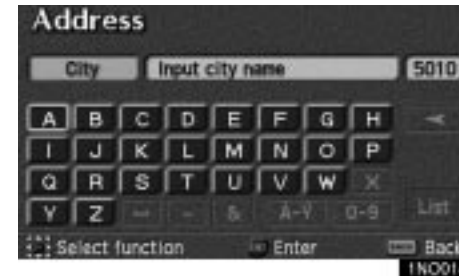 Address
City Input city name 5010
A B C D E F G H
I J K L M N O P
Q R S T U V W X
Y Z - & À-Ý 0-9 List
Select function Enter Back
1NO01